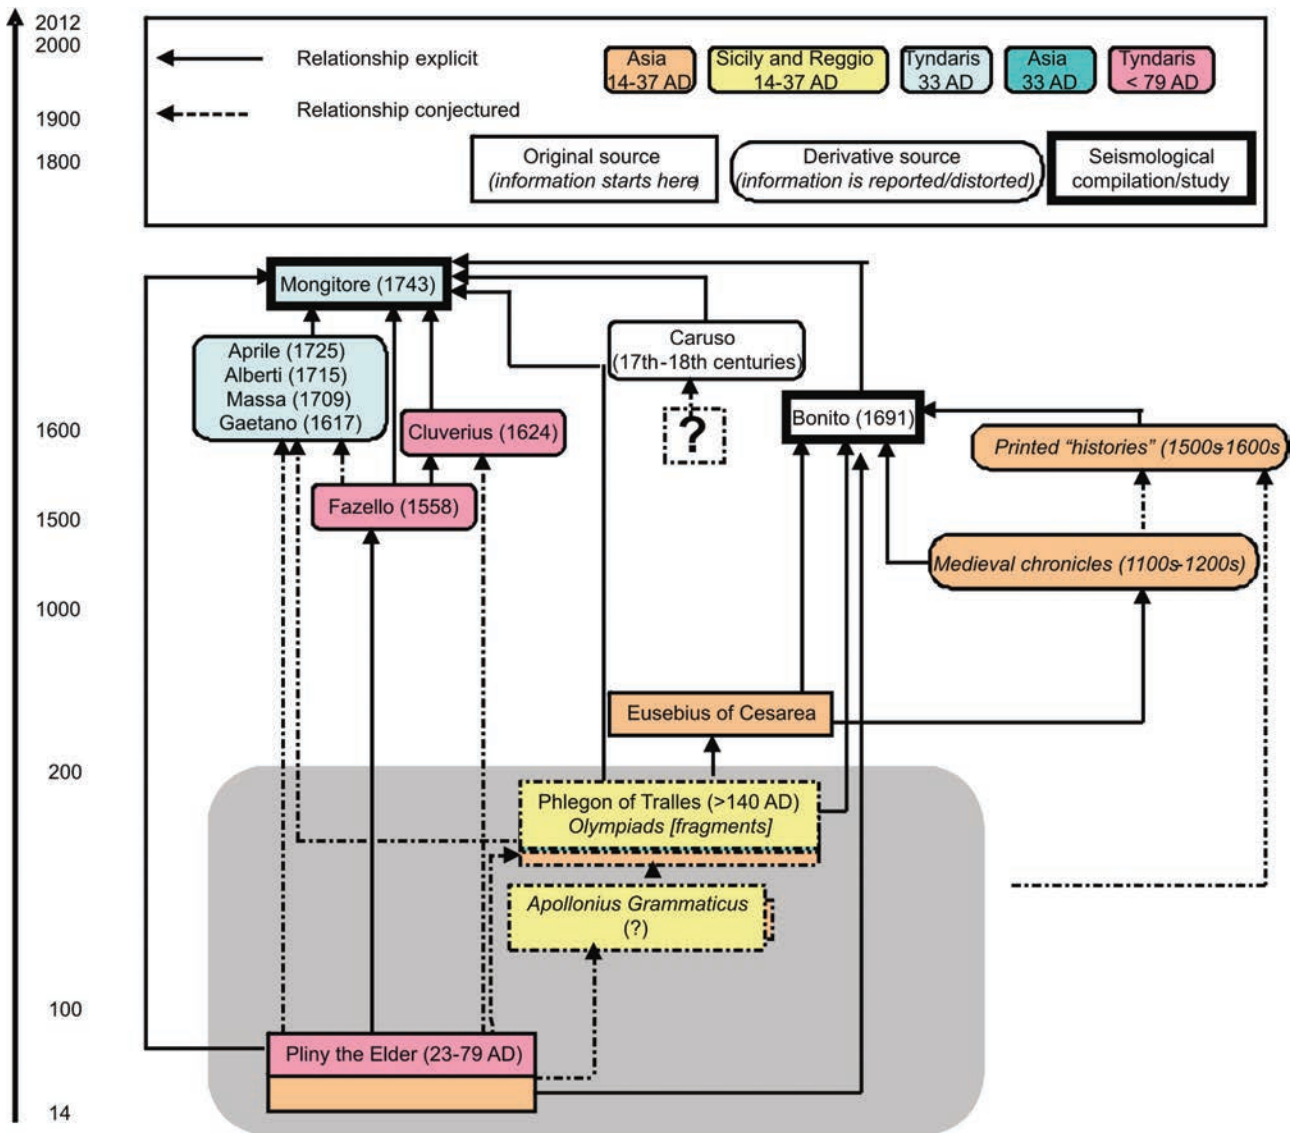 2012
2000
1900
1800
1600
1500
1000
200
100
14
Relationship explicit
Relationship conjectured
Asia
14-37 AD
Sicily and Reggio
14-37 AD
Tyndaris
33 AD
Asia
33 AD
Tyndaris
< 79 AD
Original source
(information starts here)
Derivative source
(information is reported/distorted)
Seismological
compilation/study
Mongitore (1743)
Aprile (1725)
Alberti (1715)
Massa (1709)
Gaetano (1617)
Caruso
(17th-18th centuries)
?
Bonito (1691)
Cluverius (1624)
Printed “histories” (1500s-1600s
Fazello (1558)
Medieval chronicles (1100s-1200s)
Eusebius of Cesarea
Phlegon of Tralles (>140 AD)
Olympiads [fragments]
Apollonius Grammaticus
(?)
Pliny the Elder (23-79 AD)